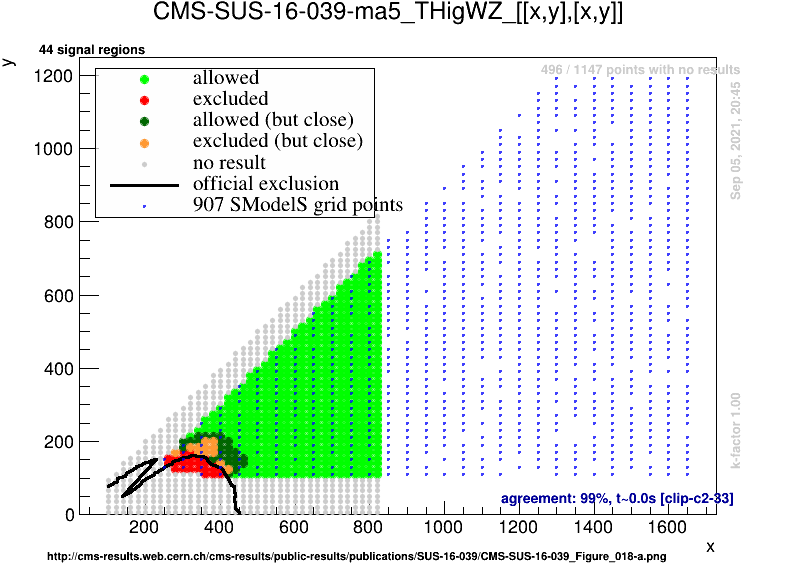 CMS-SUS-16-039-ma5_THigWZ_[[x,y],[x,y]]
44 signal regions
y
496 / 1147 points with no results
allowed
excluded
allowed (but close)
excluded (but close)
no result
official exclusion
907 SModelS grid points
Sep 05, 2021, 20:45
k-factor 1.00
1200
1000
800
600
400
200
0
agreement: 99%, t~0.0s [clip-c2-33]
200 400 600 800 1000 1200 1400 1600
x
http://cms-results.web.cern.ch/cms-results/public-results/publications/SUS-16-039/CMS-SUS-16-039_Figure_018-a.png